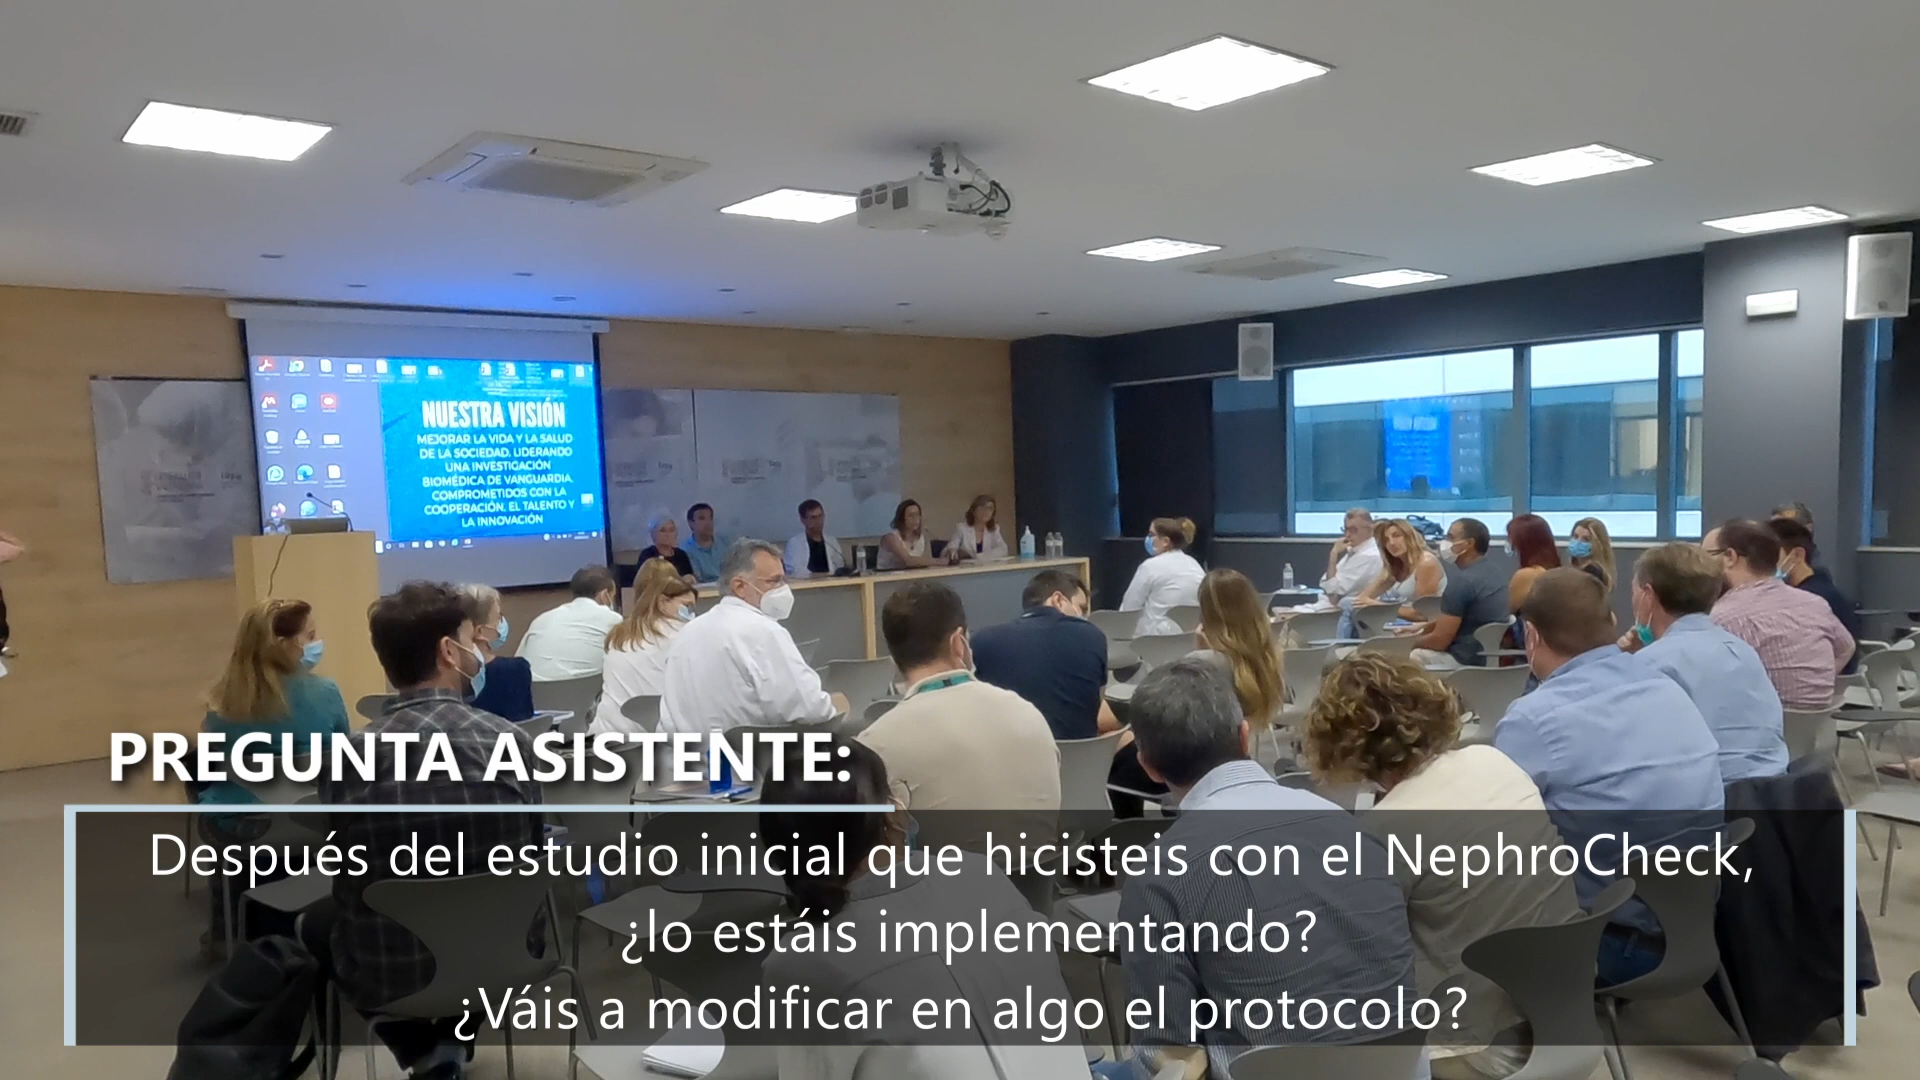 NUESTRA VISIÓN
MEJORAR LA VIDA Y LA SALUD
DE LA SOCIEDAD, LIDERANDO
UNA INVESTIGACIÓN
BIOMÉDICA DE VANGUARDIA,
COMPROMETIDOS CON LA
COOPERACIÓN, EL TALENTO Y
LA INNOVACIÓN
PREGUNTA ASISTENTE:
Después del estudio inicial que hicisteis con el NephroCheck,
¿lo estáis implementando?
¿Váis a modificar en algo el protocolo?